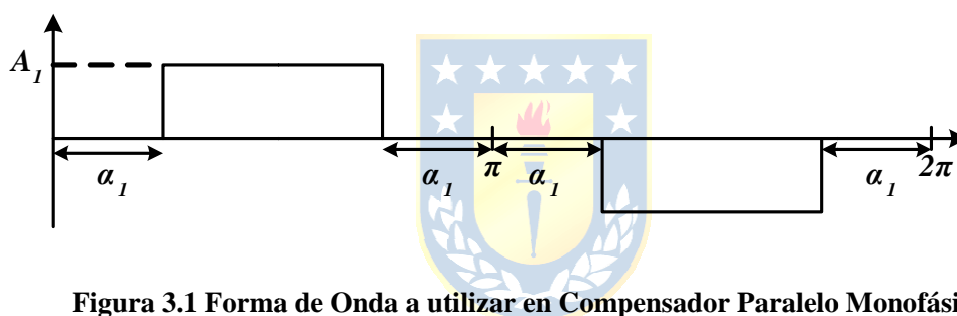 A1
α1
α1
π
α1
α1
2π
Figura 3.1 Forma de Onda a utilizar en Compensador Paralelo Monofási